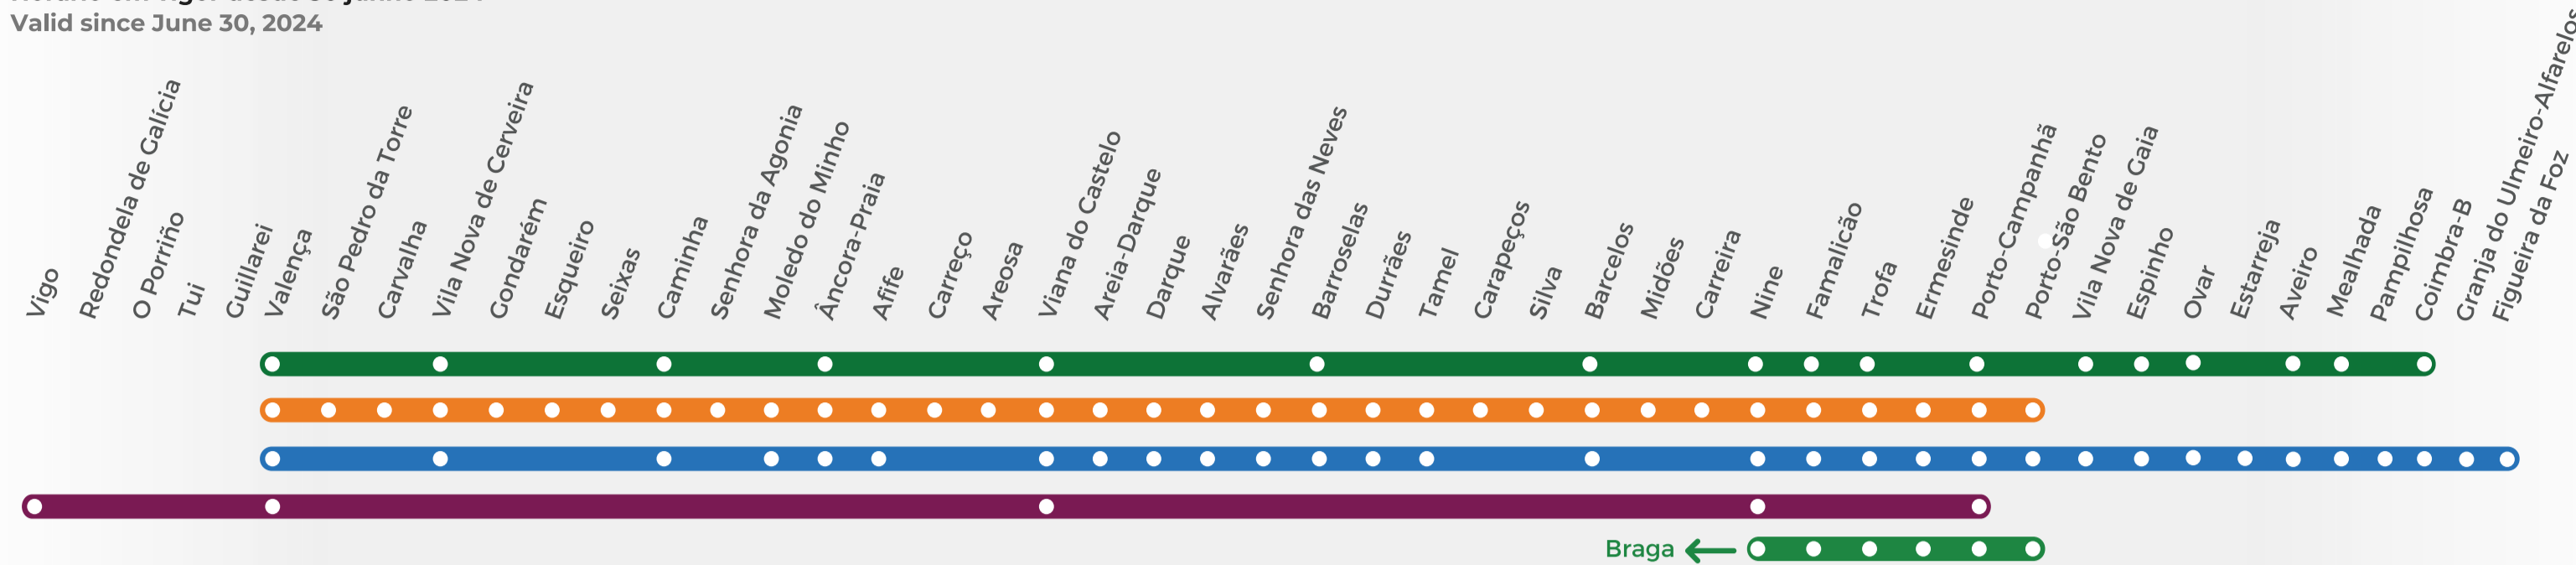 Valid since June 30, 2024
Vigo
Redondela de Galícia
O Porriño
Tui
Guillarei
Valença
São Pedro da Torre
Carvalha
Vila Nova de Cerveira
Gondarém
Esqueiro
Seixas
Caminha
Senhora da Agonia
Moledo do Minho
Âncora-Praia
Afife
Carreço
Areosa
Viana do Castelo
Areia-Darque
Darque
Alvarães
Senhora das Neves
Barroselas
Durrães
Tamel
Carapeços
Silva
Barcelos
Midões
Carreira
Nine
Famalicão
Trofa
Ermesinde
Porto-Campanhã
Porto-São Bento
Vila Nova de Gaia
Espinho
Ovar
Estarreja
Aveiro
Mealhada
Pampilhosa
Coimbra-B
Granja do Ulmeiro-Alfarelos
Figueira da Foz
Braga